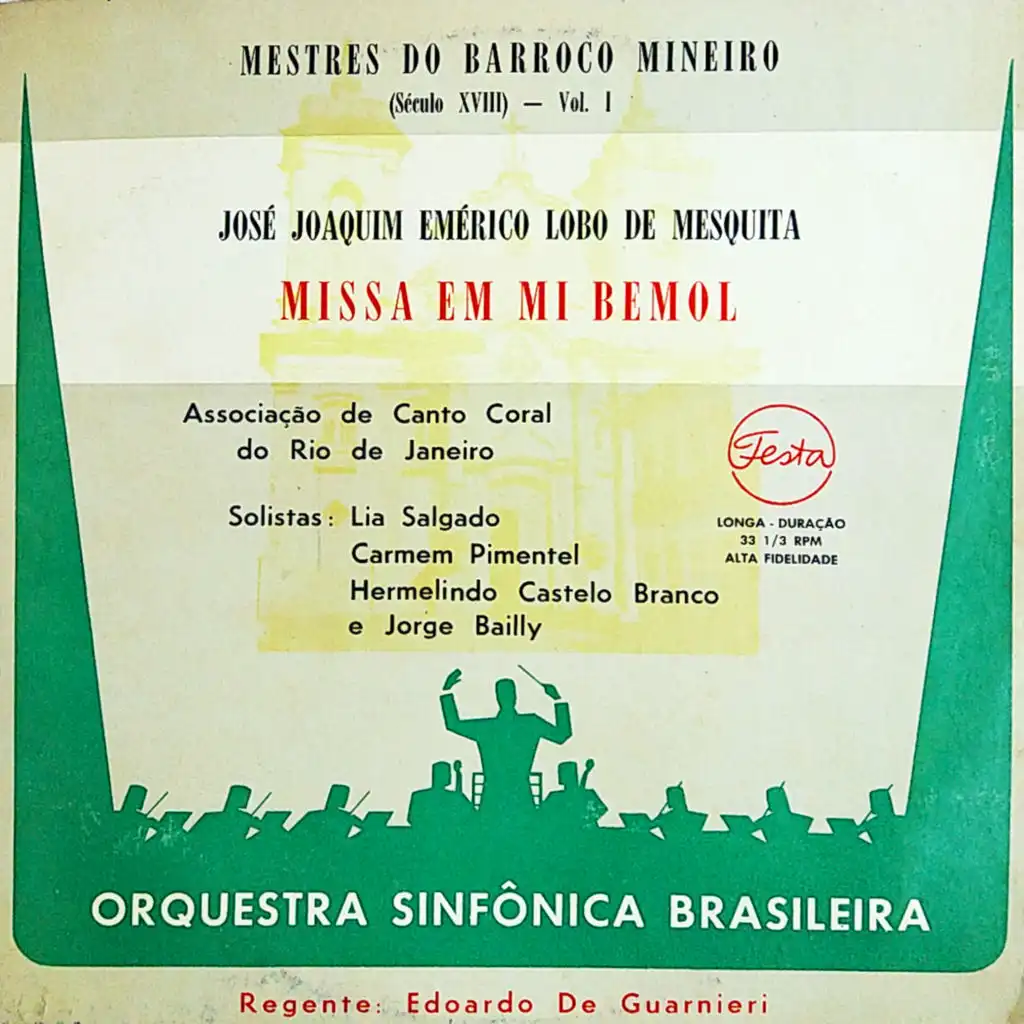 MESTRES DO BARROCO MINEIRO
(Século XVIII) — Vol. I
JOSÉ JOAQUIM EMÉRICO LOBO DE MESQUITA
MISSA EM MI BEMOL
Associação de Canto Coral
do Rio de Janeiro
Festa
LONGA - DURAÇÃO
33 1/3 RPM
ALTA FIDELIDADE
Solistas: Lia Salgado
Carmem Pimentel
Hermelindo Castelo Branco
e Jorge Bailly
ORQUESTRA SINFÔNICA BRASILEIRA
Regente: Edoardo De Guarnieri